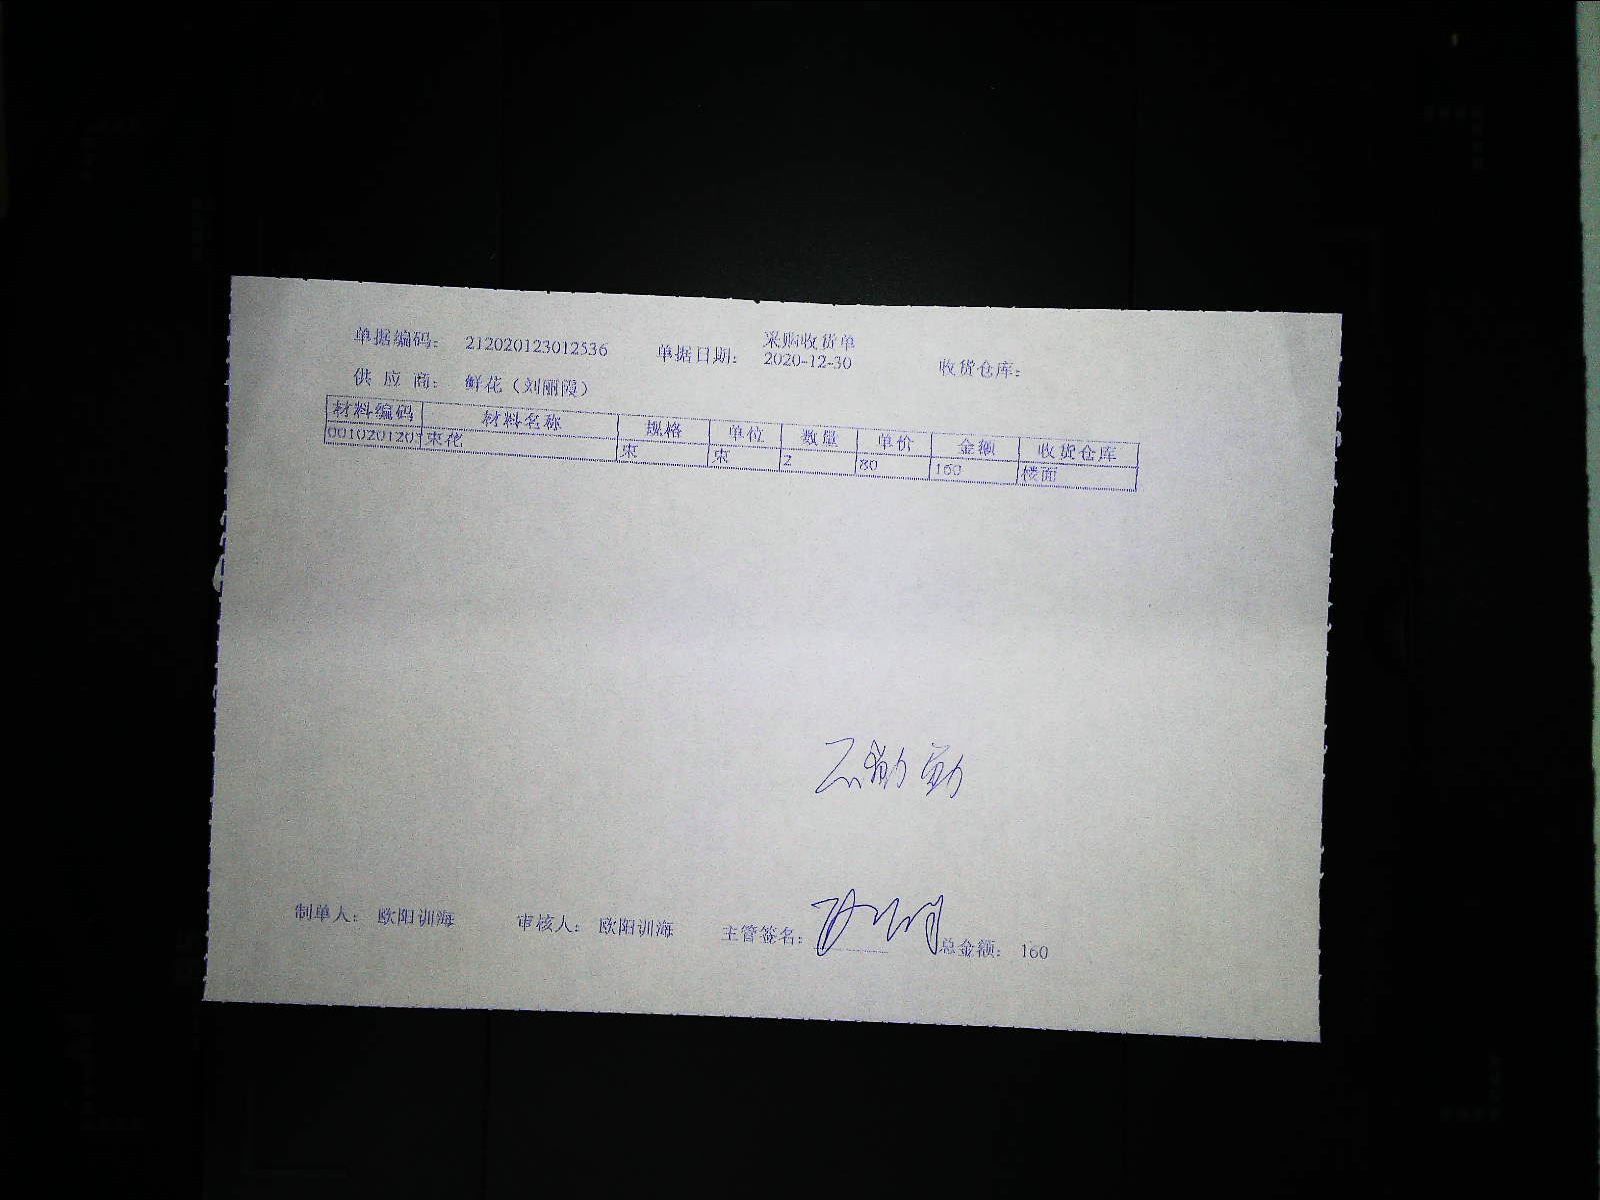 采购收货单
单据编码： 212020123012536 单据日期： 2020-12-30 收货仓库：
供 应 商： 鲜花（刘丽霞）
材料编码 材料名称 规格 单位 数量 单价 金额 收货仓库
束花 束 束 2 80 160 楼面
制单人： 欧阳训海 审核人： 欧阳训海 主管签名： 总金额： 160